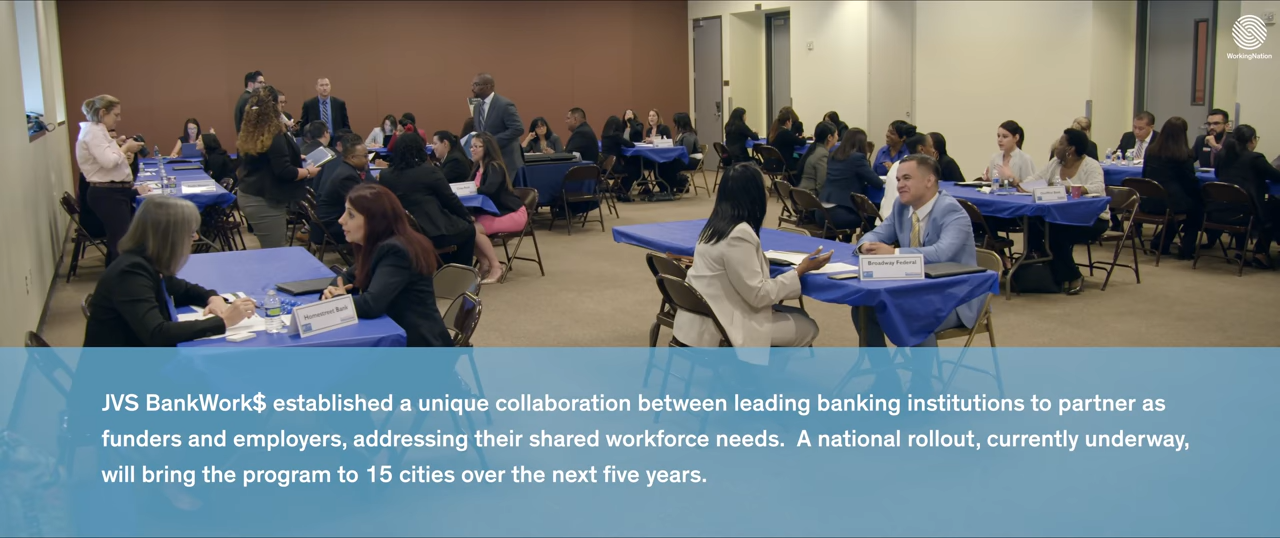 WorkingNation
Broadway Federal
Homestreet Bank
JVS BankWork$ established a unique collaboration between leading banking institutions to partner as
funders and employers, addressing their shared workforce needs.  A national rollout, currently underway,
will bring the program to 15 cities over the next five years.